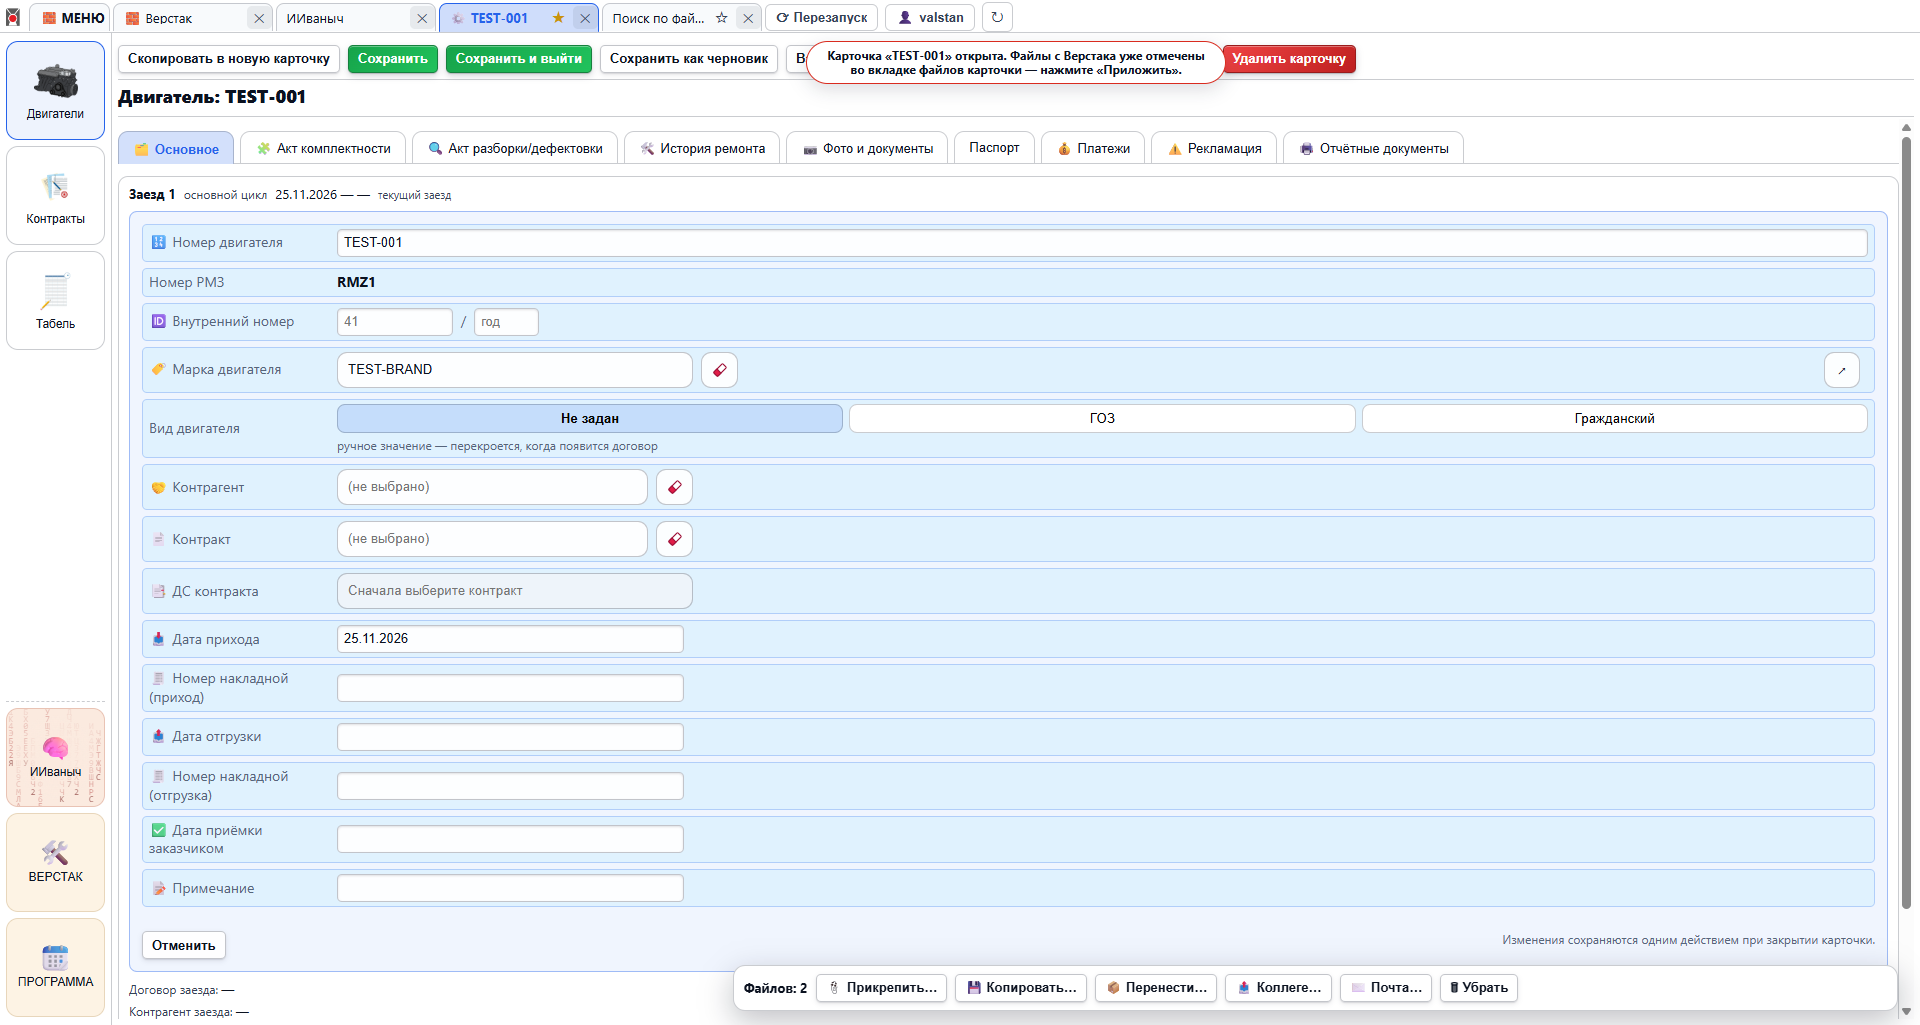 МЕНЮ
Верстак
ИИваныч
TEST-001
Поиск по фай...
Перезапуск
valstan
Двигатели
Контракты
Табель
ИИваныч
ВЕРСТАК
ПРОГРАММА
Скопировать в новую карточку
Сохранить
Сохранить и выйти
Сохранить как черновик
В
Карточка «TEST-001» открыта. Файлы с Верстака уже отмечены
во вкладке файлов карточки — нажмите «Приложить».
Удалить карточку
Двигатель: TEST-001
Основное
Акт комплектности
Акт разборки/дефектовки
История ремонта
Фото и документы
Паспорт
Платежи
Рекламация
Отчётные документы
Заезд 1 основной цикл 25.11.2026 — — текущий заезд
Номер двигателя
TEST-001
Номер РМЗ
RMZ1
Внутренний номер
41 / год
Марка двигателя
TEST-BRAND
Вид двигателя
Не задан
ГОЗ
Гражданский
ручное значение — перекроется, когда появится договор
Контрагент
(не выбрано)
Контракт
(не выбрано)
ДС контракта
Сначала выберите контракт
Дата прихода
25.11.2026
Номер накладной
(приход)
Дата отгрузки
Номер накладной
(отгрузка)
Дата приёмки
заказчиком
Примечание
Отменить
Изменения сохраняются одним действием при закрытии карточки.
Договор заезда: —
Контрагент заезда: —
Файлов: 2
Прикрепить...
Копировать...
Перенести...
Коллеге...
Почта...
Убрать